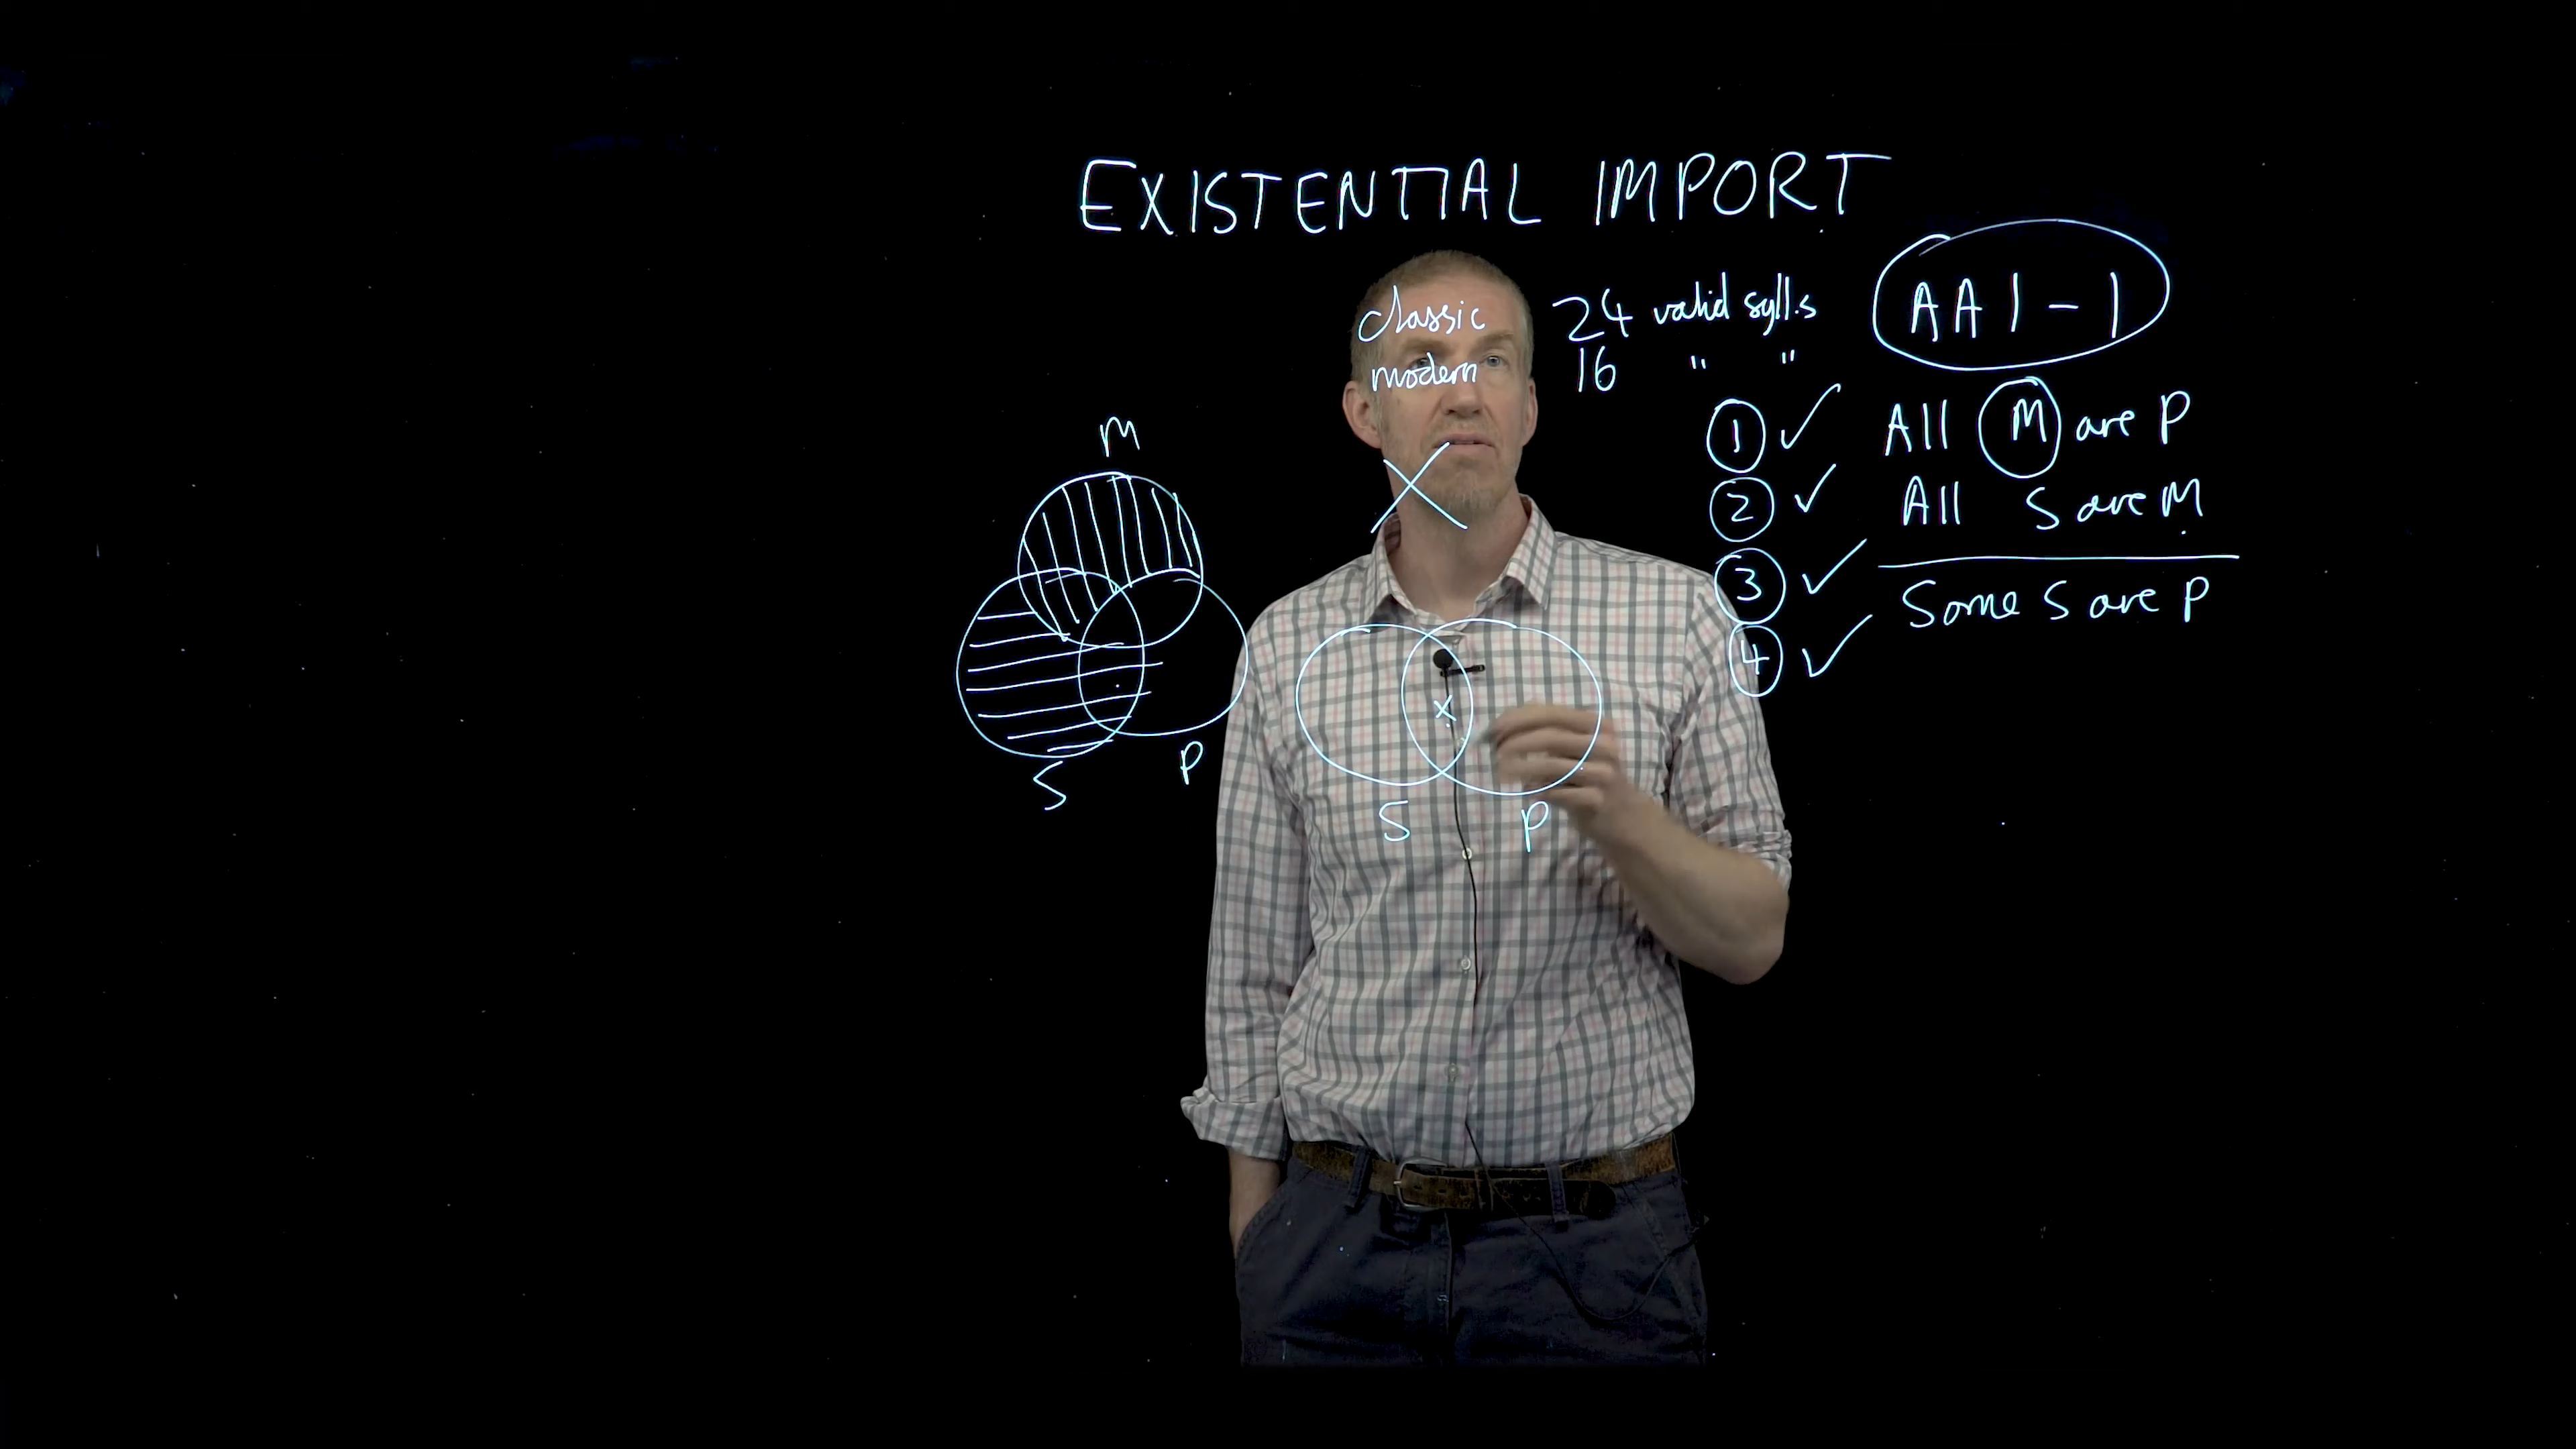 EXISTENTIAL IMPORT
classic 24 valid sylls
modern 16 " "
AAI-1
1 ✓ All M are P
2 ✓ All S are M
3 ✓ Some S are P
4 ✓
M
S
P
X
x
S
P